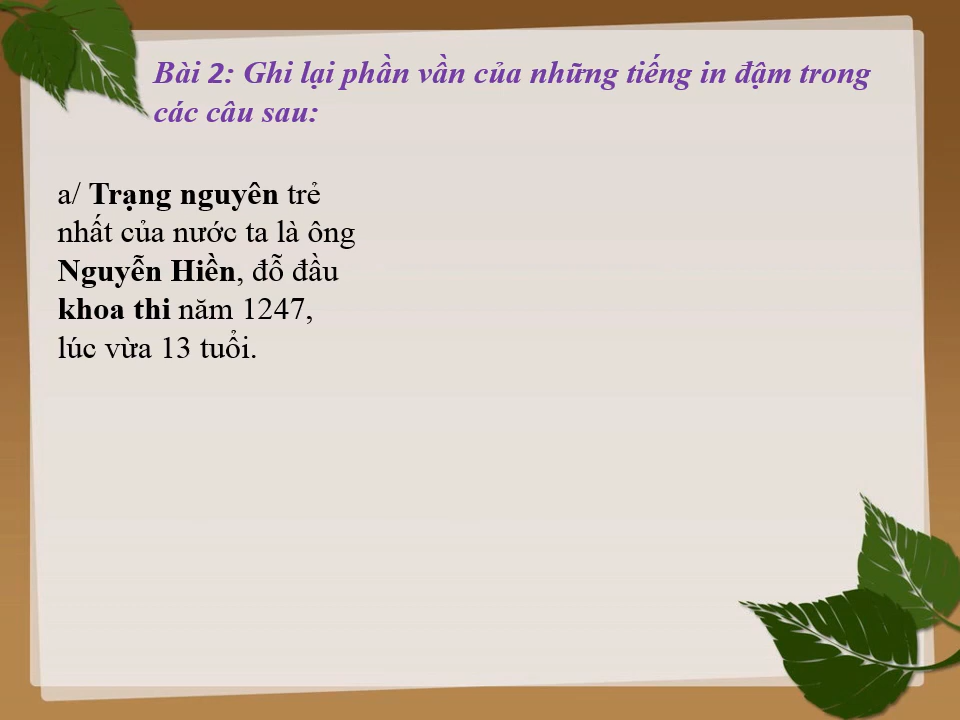 Bài 2: Ghi lại phần vần của những tiếng in đậm trong
các câu sau:
a/ Trạng nguyên trẻ
nhất của nước ta là ông
Nguyễn Hiền, đỗ đầu
khoa thi năm 1247,
lúc vừa 13 tuổi.